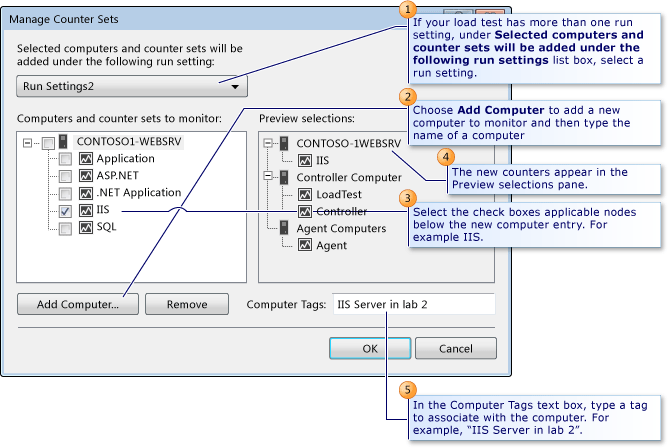 Manage Counter Sets
Selected computers and counter sets will be
added under the following run setting:
Run Settings2
Computers and counter sets to monitor:
CONTOSO1-WEBSRV
Application
ASP.NET
.NET Application
IIS
SQL
Preview selections:
CONTOSO-1WEBSRV
IIS
Controller Computer
LoadTest
Controller
Agent Computers
Agent
Add Computer...
Remove
Computer Tags:
IIS Server in lab 2
OK
Cancel
1
If your load test has more than one run
setting, under Selected computers and
counter sets will be added under the
following run settings list box, select a
run setting.
2
Choose Add Computer to add a new
computer to monitor and then type the
name of a computer
4
The new counters appear in the
Preview selections pane.
3
Select the check boxes applicable nodes
below the new computer entry. For
example IIS.
5
In the Computer Tags text box, type a tag
to associate with the computer. For
example, “IIS Server in lab 2”.